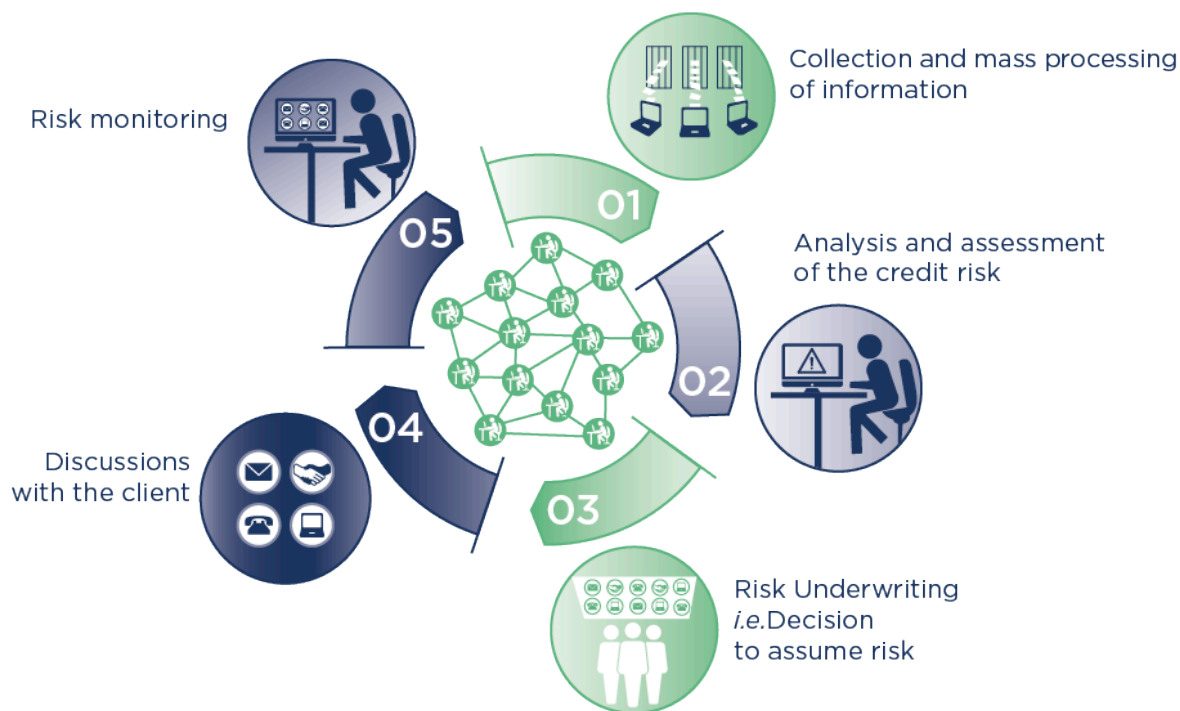 01
Collection and mass processing
of information
02
Analysis and assessment
of the credit risk
03
Risk Underwriting
i.e.Decision
to assume risk
04
Discussions
with the client
05
Risk monitoring